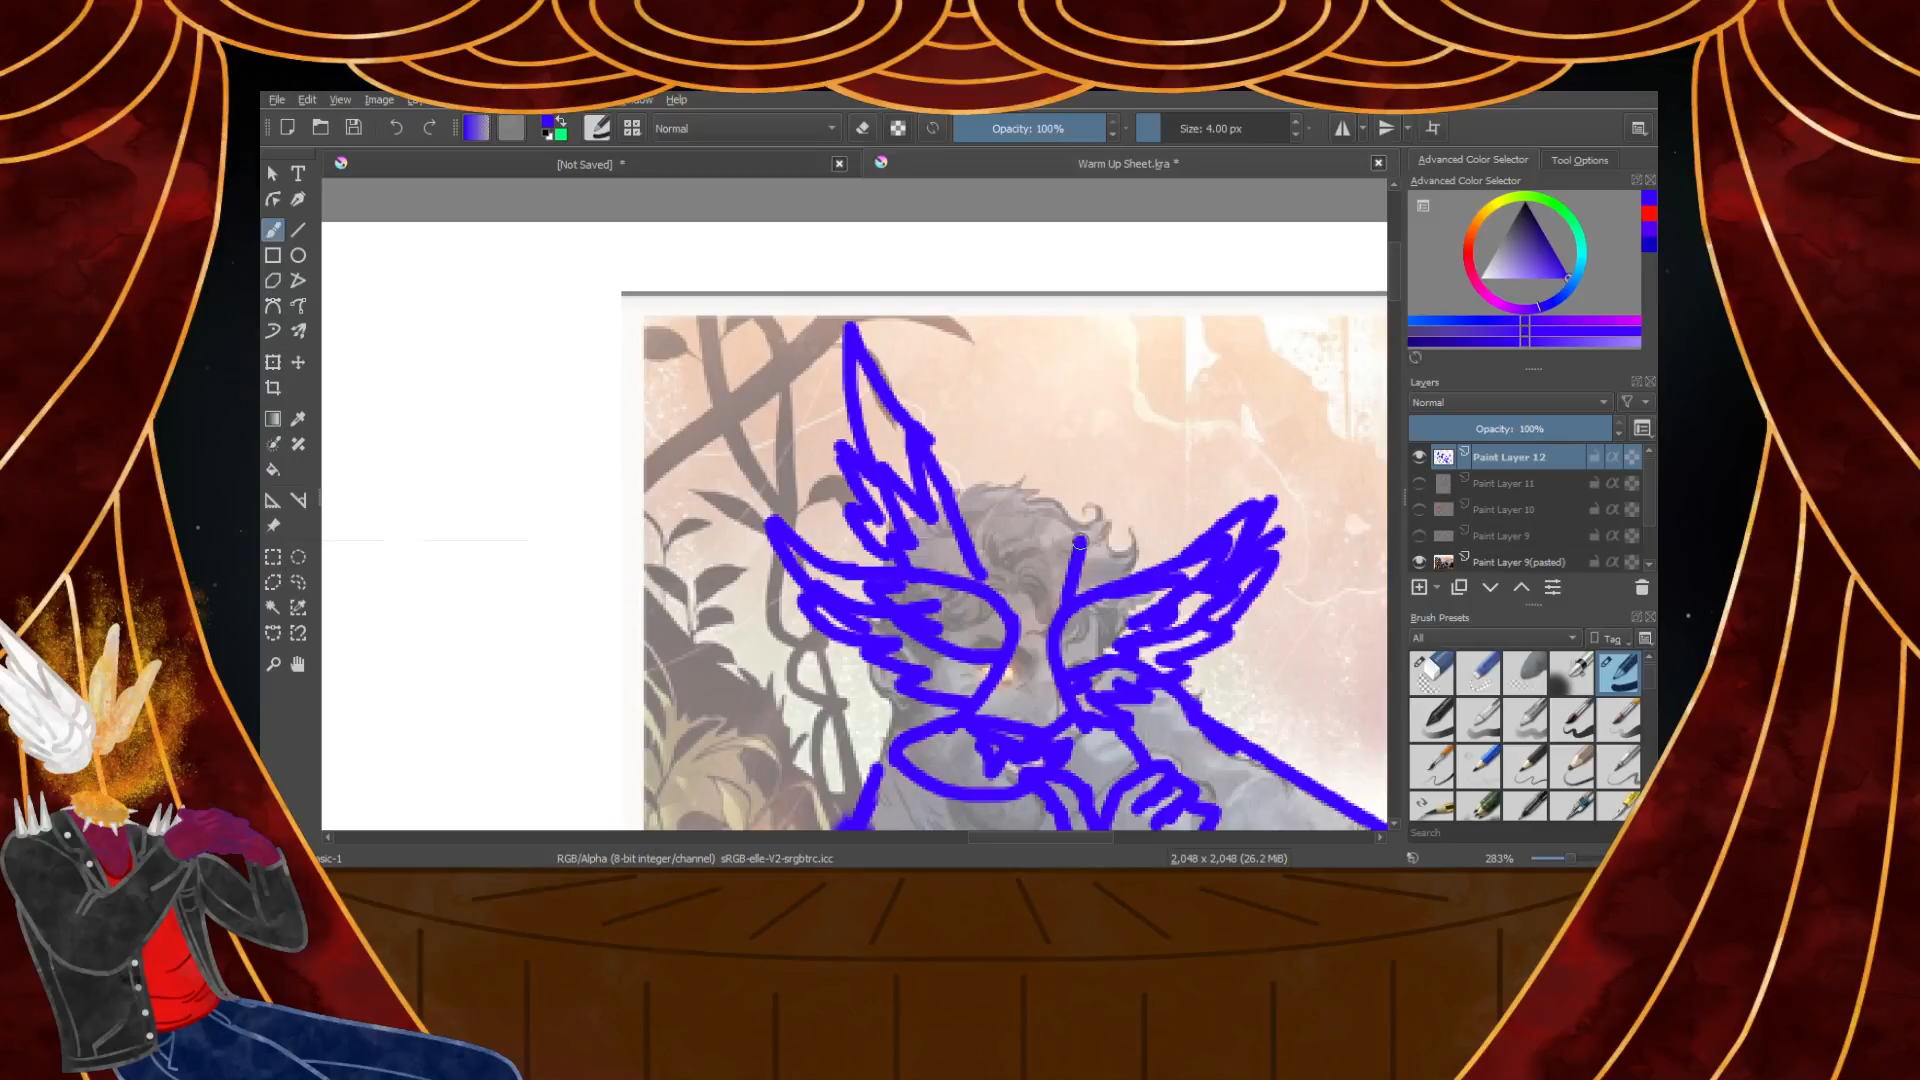 File Edit View Image Help
Normal
Opacity: 100%
Size: 4.00 px
[Not Saved] *
Warm Up Sheet.kra *
Advanced Color Selector
Tool Options
Advanced Color Selector
Layers
Normal
Opacity: 100%
Paint Layer 12
Paint Layer 11
Paint Layer 10
Paint Layer 9
Paint Layer 9(pasted)
Brush Presets
All
Tag
Search
RGB/Alpha (8-bit integer/channel) sRGB-elle-V2-srgbtrc.icc
2,048 x 2,048 (26.2 MiB)
283%